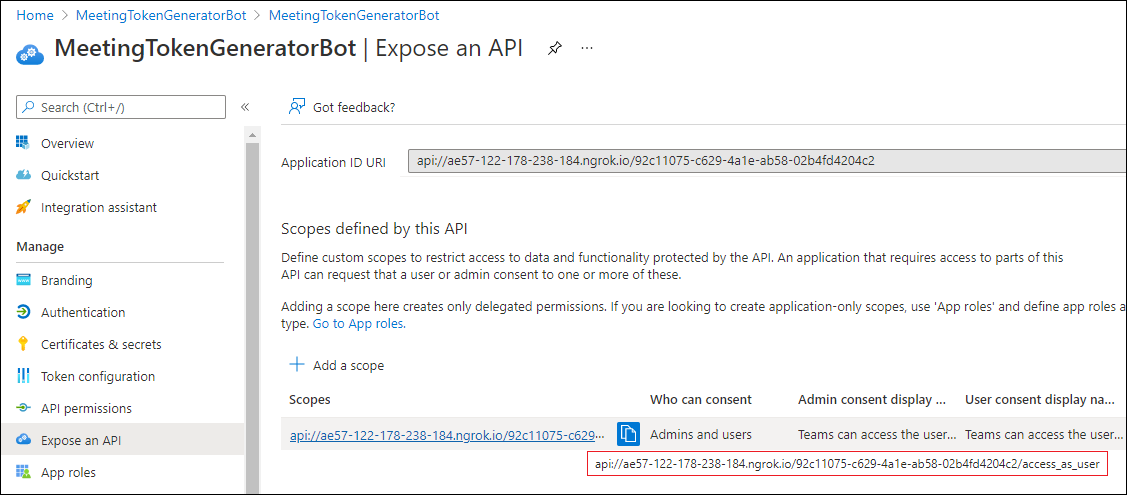 Home > MeetingTokenGeneratorBot > MeetingTokenGeneratorBot
MeetingTokenGeneratorBot | Expose an API
Search (Ctrl+/)
«
Got feedback?
Overview
Quickstart
Integration assistant
Manage
Branding
Authentication
Certificates & secrets
Token configuration
API permissions
Expose an API
App roles
Application ID URI
api://ae57-122-178-238-184.ngrok.io/92c11075-c629-4a1e-ab58-02b4fd4204c2
Scopes defined by this API
Define custom scopes to restrict access to data and functionality protected by the API. An application that requires access to parts of this
API can request that a user or admin consent to one or more of these.
Adding a scope here creates only delegated permissions. If you are looking to create application-only scopes, use 'App roles' and define app roles a
type. Go to App roles.
+ Add a scope
Scopes Who can consent Admin consent display ... User consent display na...
api://ae57-122-178-238-184.ngrok.io/92c11075-c629-... Admins and users Teams can access the user... Teams can access the user...
api://ae57-122-178-238-184.ngrok.io/92c11075-c629-4a1e-ab58-02b4fd4204c2/access_as_user